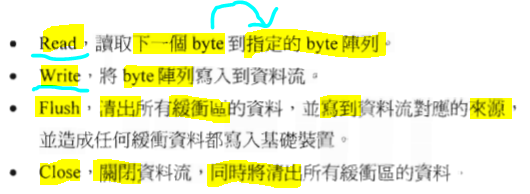 • Read，讀取下一個 byte 到指定的 byte 陣列。
• Write，將 byte 陣列寫入到資料流。
• Flush，清出所有緩衝區的資料，並寫到資料流對應的來源，
並造成任何緩衝資料都寫入基礎裝置。
• Close，關閉資料流，同時將清出所有緩衝區的資料。